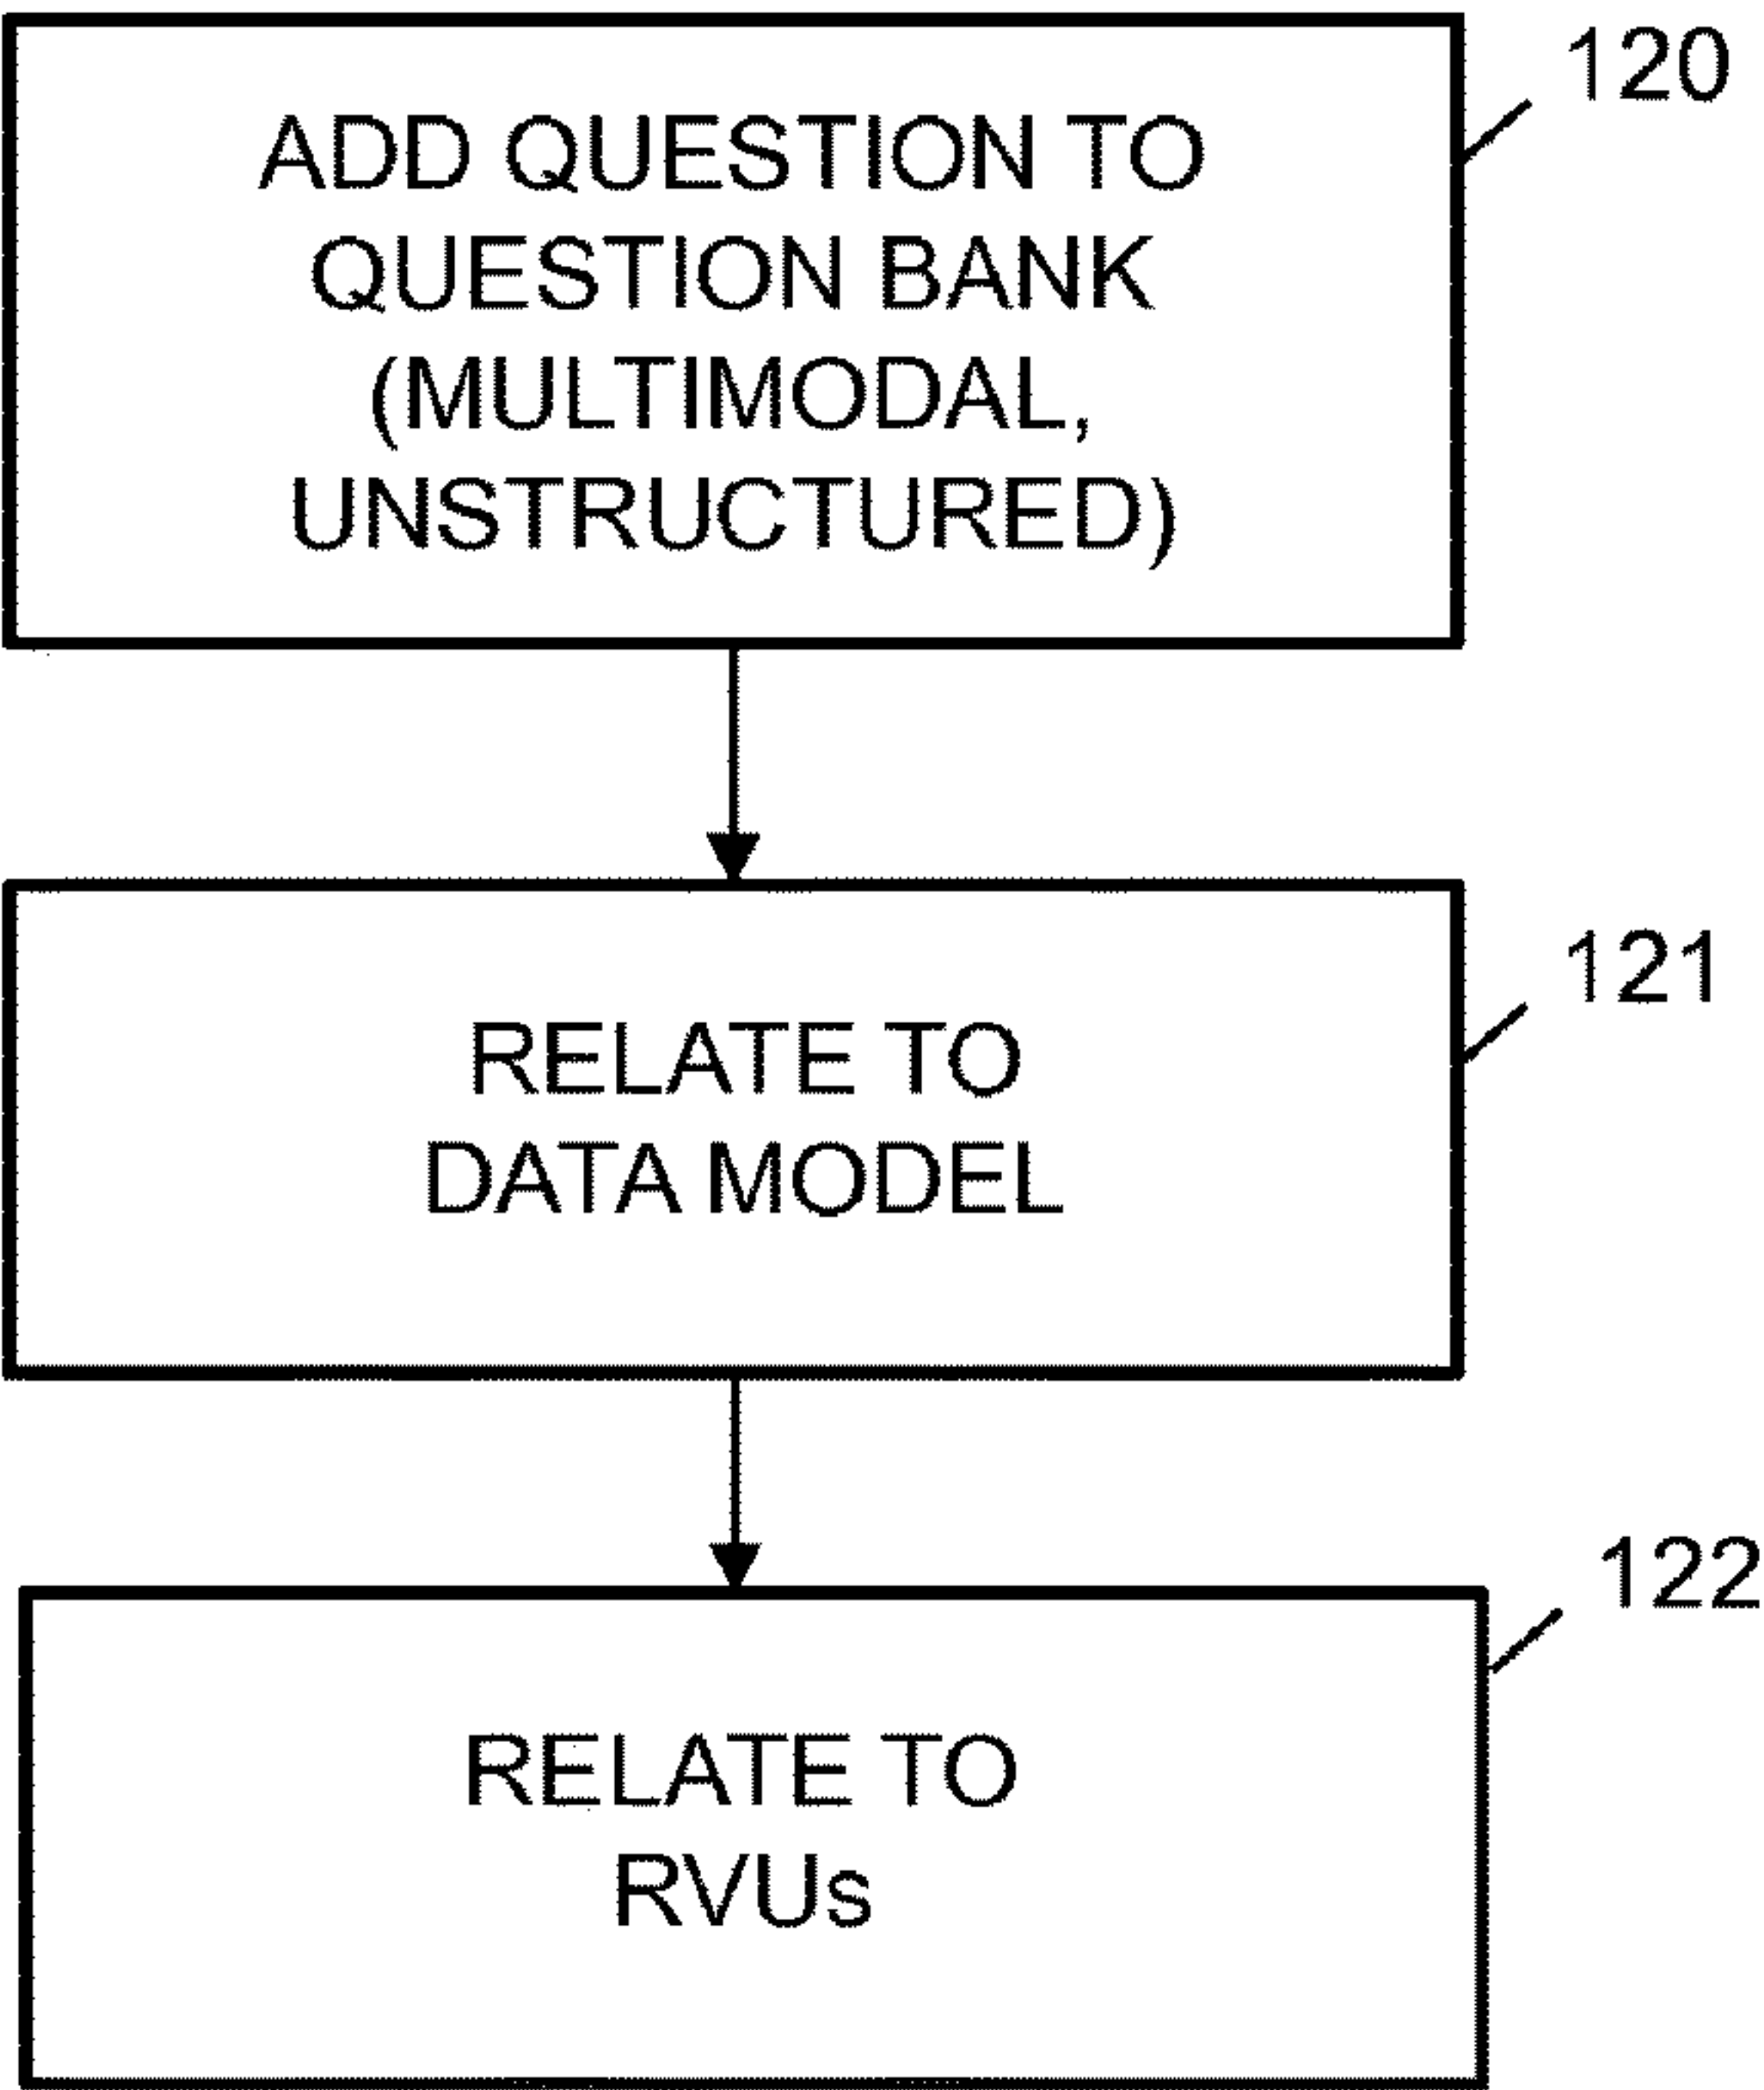 120
ADD QUESTION TO
QUESTION BANK
(MULTIMODAL,
UNSTRUCTURED)
121
RELATE TO
DATA MODEL
122
RELATE TO
RVUs